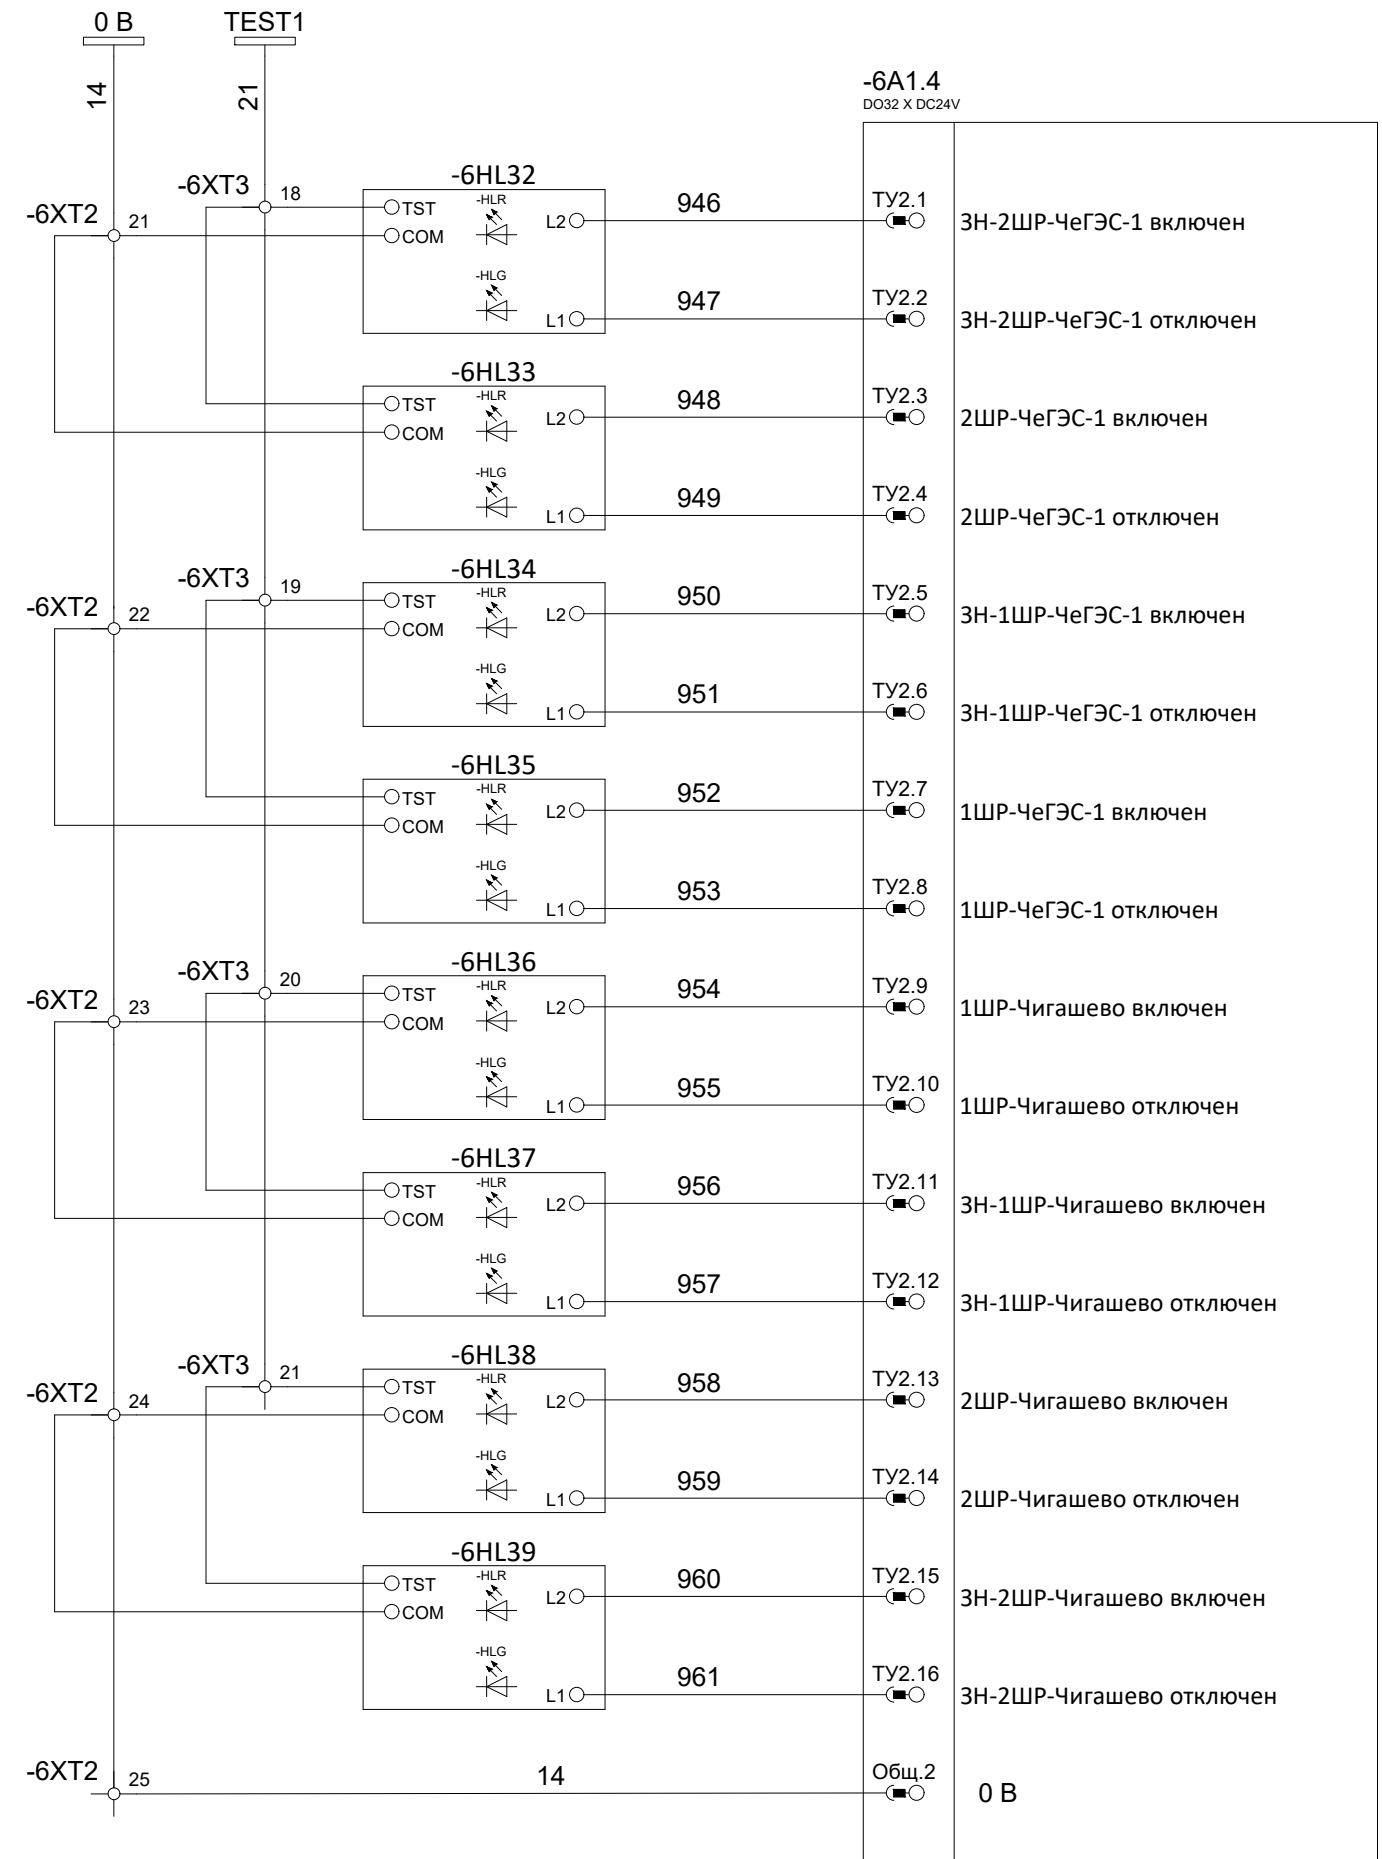 0 В TEST1
14 21
-6A1.4
DO32 X DC24V
-6HL32
-6XT3 18 TST -HLR L2 946 ТУ2.1 ЗН-2ШР-ЧеГЭС-1 включен
-6XT2 21 COM
-HLG L1 947 ТУ2.2 ЗН-2ШР-ЧеГЭС-1 отключен
-6HL33
TST -HLR L2 948 ТУ2.3 2ШР-ЧеГЭС-1 включен
COM
-HLG L1 949 ТУ2.4 2ШР-ЧеГЭС-1 отключен
-6HL34
-6XT3 19 TST -HLR L2 950 ТУ2.5 ЗН-1ШР-ЧеГЭС-1 включен
-6XT2 22 COM
-HLG L1 951 ТУ2.6 ЗН-1ШР-ЧеГЭС-1 отключен
-6HL35
TST -HLR L2 952 ТУ2.7 1ШР-ЧеГЭС-1 включен
COM
-HLG L1 953 ТУ2.8 1ШР-ЧеГЭС-1 отключен
-6HL36
-6XT3 20 TST -HLR L2 954 ТУ2.9 1ШР-Чигашево включен
-6XT2 23 COM
-HLG L1 955 ТУ2.10 1ШР-Чигашево отключен
-6HL37
TST -HLR L2 956 ТУ2.11 ЗН-1ШР-Чигашево включен
COM
-HLG L1 957 ТУ2.12 ЗН-1ШР-Чигашево отключен
-6HL38
-6XT3 21 TST -HLR L2 958 ТУ2.13 2ШР-Чигашево включен
-6XT2 24 COM
-HLG L1 959 ТУ2.14 2ШР-Чигашево отключен
-6HL39
TST -HLR L2 960 ТУ2.15 ЗН-2ШР-Чигашево включен
COM
-HLG L1 961 ТУ2.16 ЗН-2ШР-Чигашево отключен
-6XT2 25 14 Общ.2 0 В